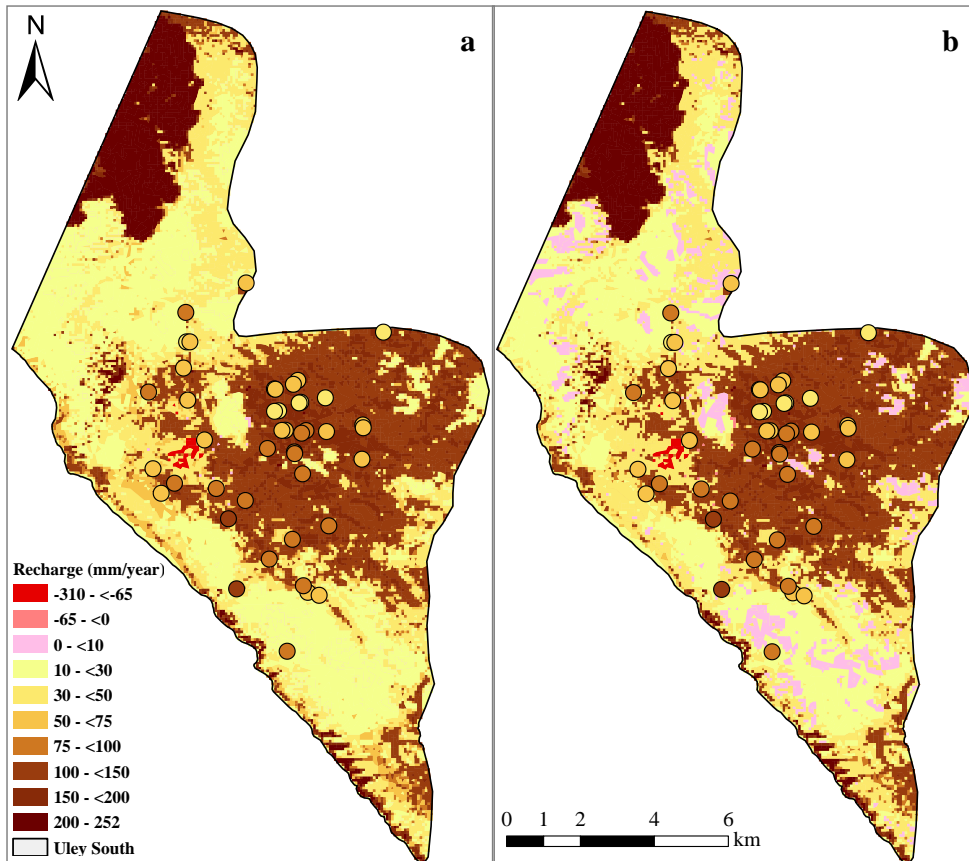 N
a
b
Recharge (mm/year)
-310 - <-65
-65 - <0
0 - <10
10 - <30
30 - <50
50 - <75
75 - <100
100 - <150
150 - <200
200 - 252
Uley South
0 1 2 4 6
km